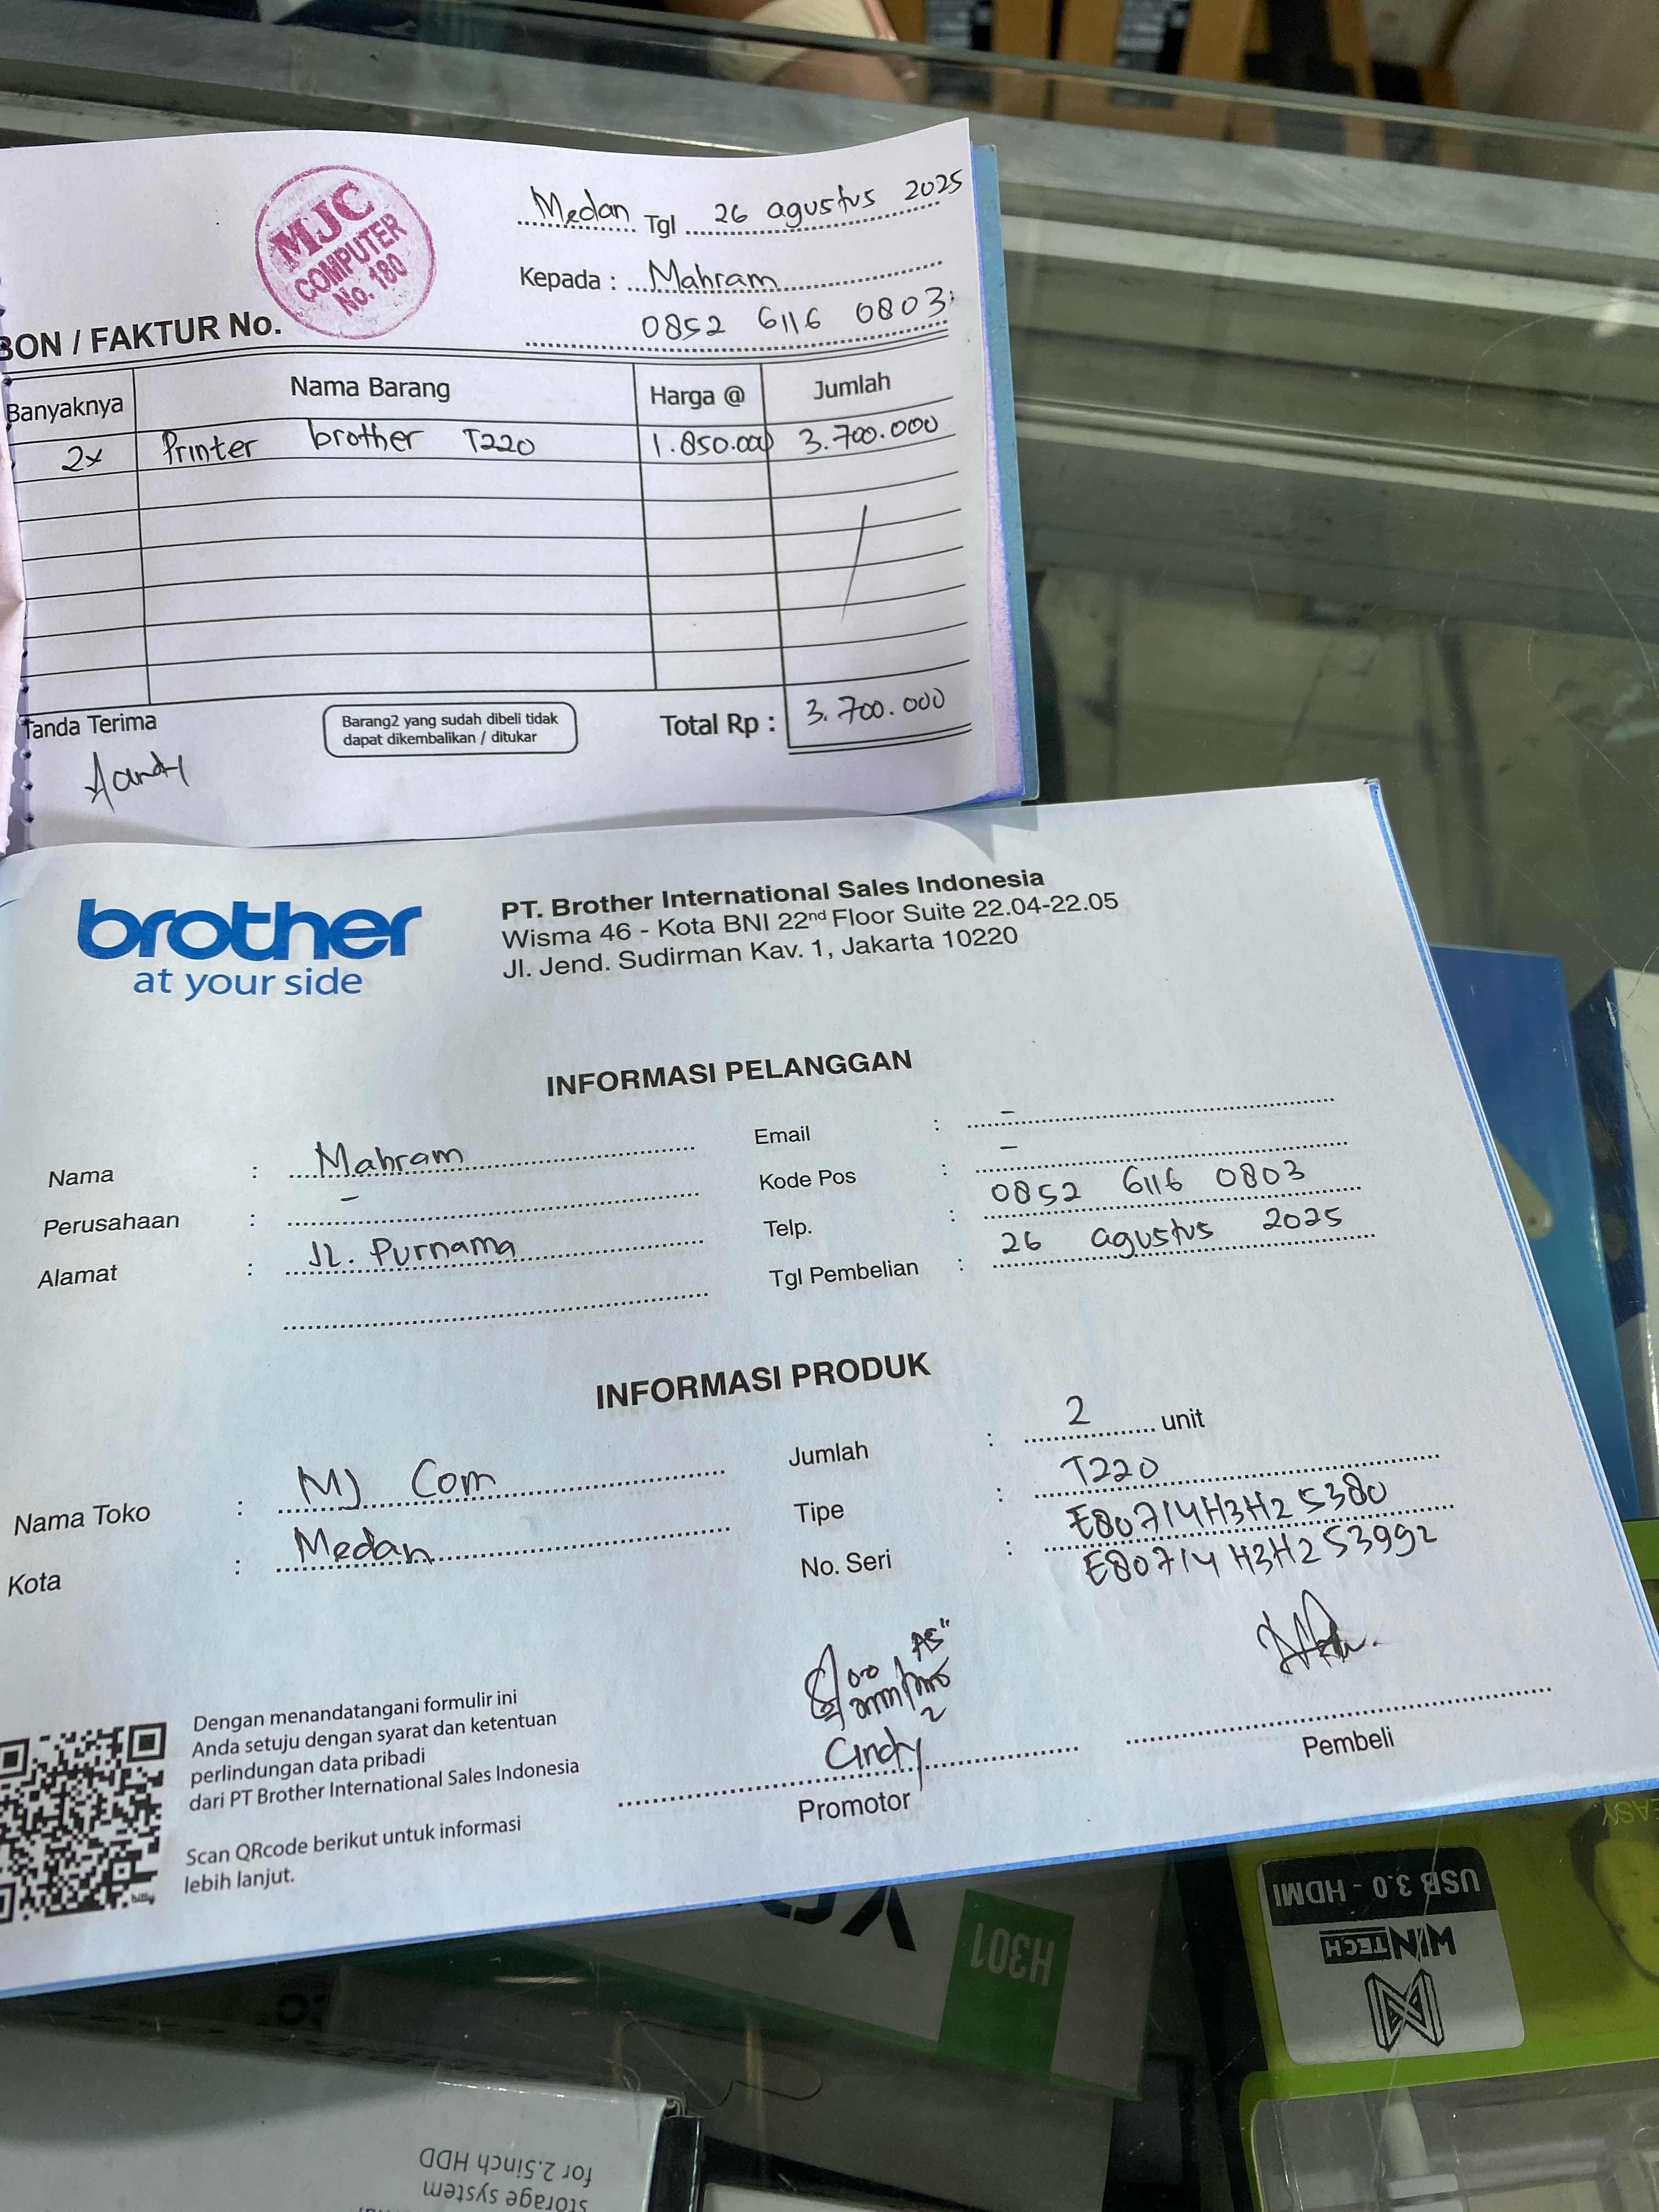 MJC
COMPUTER
No. 180
Medan Tgl 26 agustus 2025
Kepada : Mahram
0852 6116 0803
BON / FAKTUR No.
Banyaknya Nama Barang Harga @ Jumlah
2x Printer brother T220 1.850.000 3.700.000
Tanda Terima
Barang2 yang sudah dibeli tidak
dapat dikembalikan / ditukar
Total Rp : 3.700.000
brother
at your side
PT. Brother International Sales Indonesia
Wisma 46 - Kota BNI 22nd Floor Suite 22.04-22.05
Jl. Jend. Sudirman Kav. 1, Jakarta 10220
INFORMASI PELANGGAN
Nama : Mahram
Perusahaan : -
Alamat : JL. Purnama
Email : -
Kode Pos : -
Telp. : 0852 6116 0803
Tgl Pembelian : 26 agustus 2025
INFORMASI PRODUK
Nama Toko : MJ Com
Kota : Medan
Jumlah : 2 unit
Tipe : T220
No. Seri : E80714H3H2 5380
E80714 H3H2 53992
Dengan menandatangani formulir ini
Anda setuju dengan syarat dan ketentuan
perlindungan data pribadi
dari PT Brother International Sales Indonesia
Scan QRcode berikut untuk informasi
lebih lanjut.
billy
Cindy
Promotor
Pembeli
H301
USB 3.0 - HDMI
WINTECH
EASY.
storage system
for 2.5inch HDD